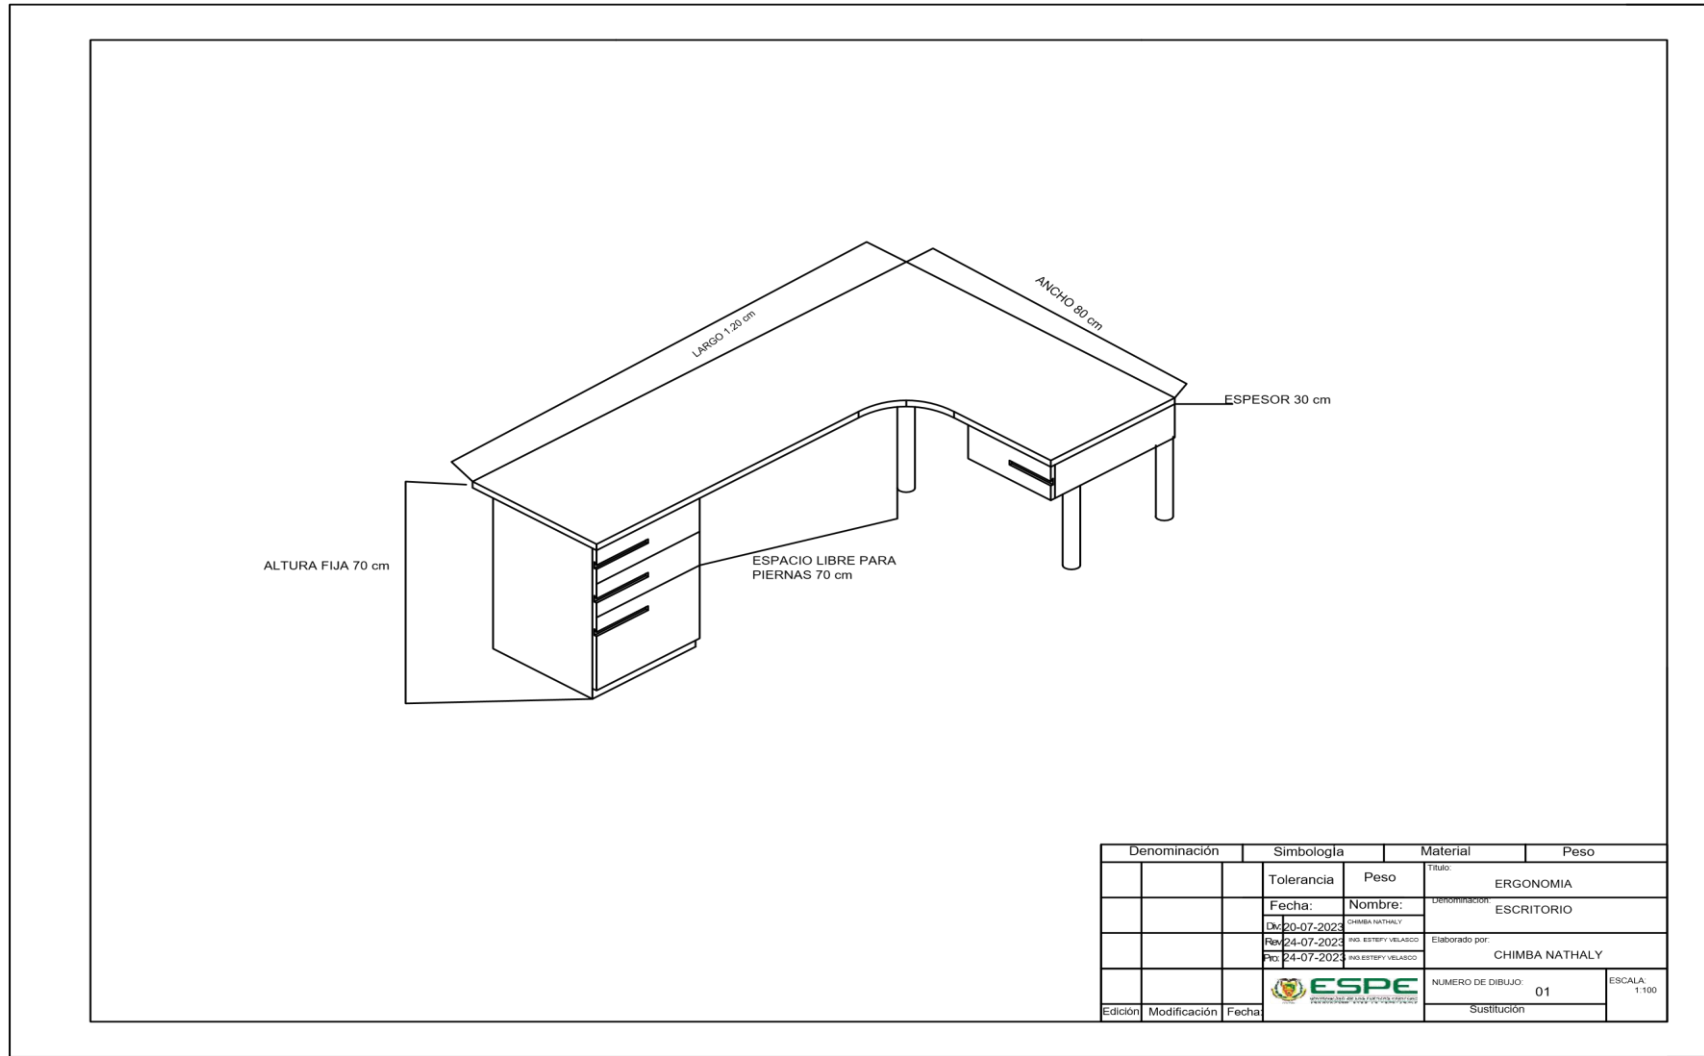 ANCHO 80 cm
LARGO 1.20 cm
ESPESOR 30 cm
ALTURA FIJA 70 cm
ESPACIO LIBRE PARA
PIERNAS 70 cm
Denominación Simbologia Material Peso
Tolerancia Peso Título:
ERGONOMIA
Fecha: Nombre: Denominación:
ESCRITORIO
20-07-2023 CHIMBA NATHALY
Rev 24-07-2023 ING. ESTEFY VELASCO Elaborado por:
24-07-2023 ING.ESTEFY VELASCO CHIMBA NATHALY
ESPE
NUMERO DE DIBUJO: 01
ESCALA:
1:100
Edición Modificación Fecha: Sustitución